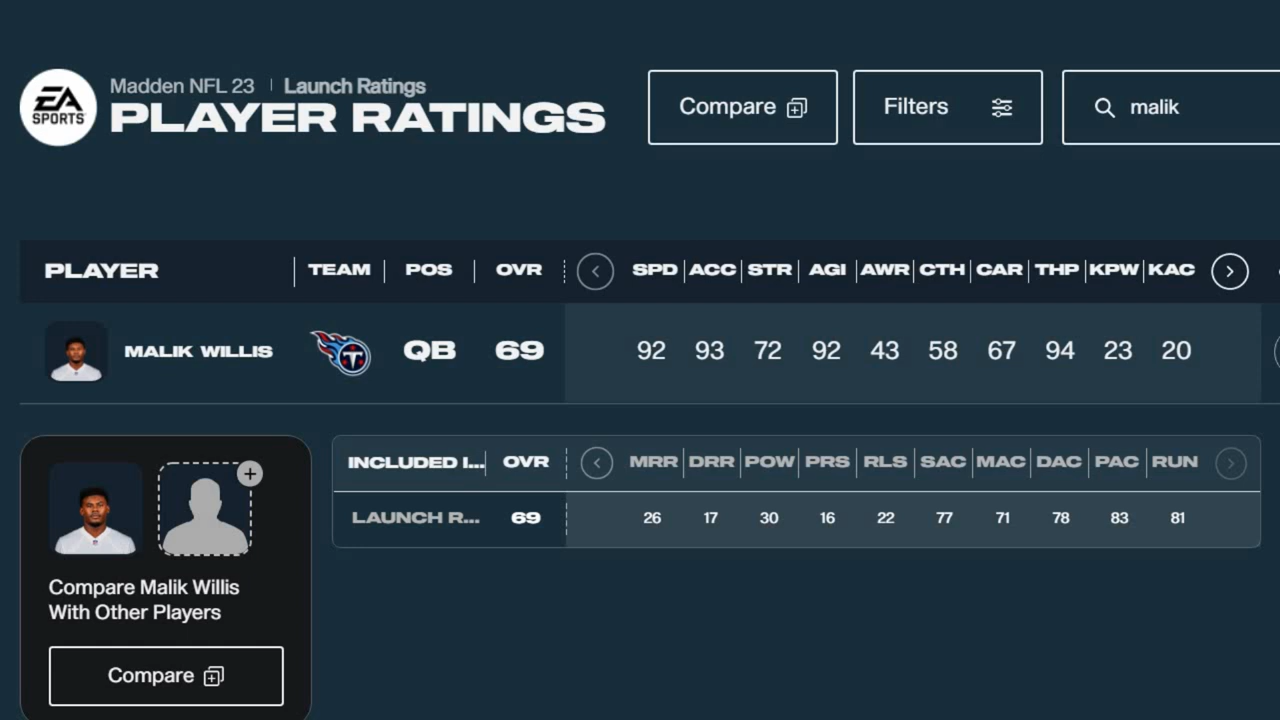 EA
SPORTS
Madden NFL 23 | Launch Ratings
PLAYER RATINGS
Compare
Filters
malik
PLAYER TEAM POS OVR SPD ACC STR AGI AWR CTH CAR THP KPW KAC
MALIK WILLIS T QB 69 92 93 72 92 43 58 67 94 23 20
INCLUDED I... OVR MRR DRR POW PRS RLS SAC MAC DAC PAC RUN
LAUNCH R... 69 26 17 30 16 22 77 71 78 83 81
Compare Malik Willis
With Other Players
Compare